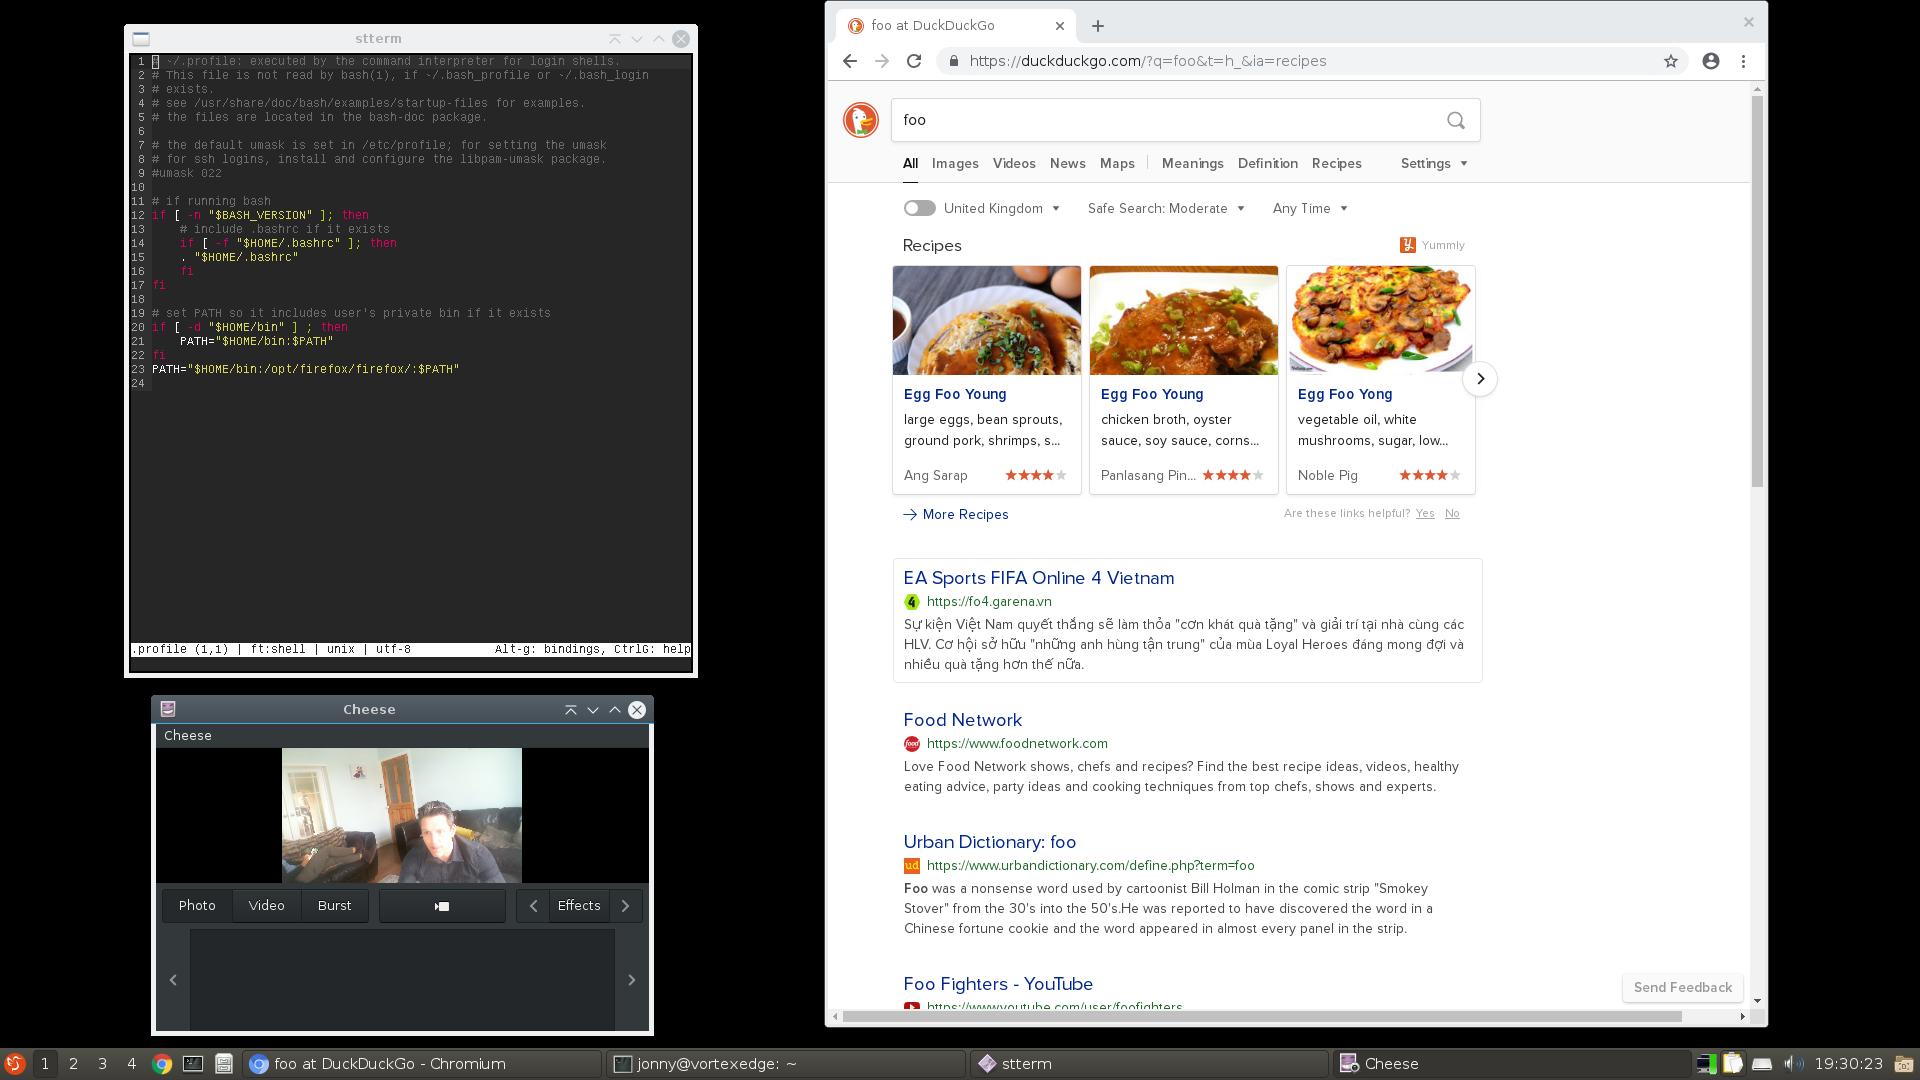 stterm
1 # ~/.profile: executed by the command interpreter for login shells.
2 # This file is not read by bash(1), if ~/.bash_profile or ~/.bash_login
3 # exists.
4 # see /usr/share/doc/bash/examples/startup-files for examples.
5 # the files are located in the bash-doc package.
6
7 # the default umask is set in /etc/profile; for setting the umask
8 # for ssh logins, install and configure the libpam-umask package.
9 #umask 022
10
11 # if running bash
12 if [ -n "$BASH_VERSION" ]; then
13 # include .bashrc if it exists
14 if [ -f "$HOME/.bashrc" ]; then
15 . "$HOME/.bashrc"
16 fi
17 fi
18
19 # set PATH so it includes user's private bin if it exists
20 if [ -d "$HOME/bin" ] ; then
21 PATH="$HOME/bin:$PATH"
22 fi
23 PATH="$HOME/bin:/opt/firefox/firefox/:$PATH"
24
.profile (1,1) | ft:shell | unix | utf-8 Alt-g: bindings, CtrlG: help
Cheese
Cheese
Photo Video Burst Effects
foo at DuckDuckGo
https://duckduckgo.com/?q=foo&t=h_&ia=recipes
foo
All Images Videos News Maps Meanings Definition Recipes Settings
United Kingdom Safe Search: Moderate Any Time
Recipes Yummly
Egg Foo Young
large eggs, bean sprouts,
ground pork, shrimps, s...
Ang Sarap
Egg Foo Young
chicken broth, oyster
sauce, soy sauce, corns...
Panlasang Pin...
Egg Foo Yong
vegetable oil, white
mushrooms, sugar, low...
Noble Pig
More Recipes Are these links helpful? Yes No
EA Sports FIFA Online 4 Vietnam
4 https://fo4.garena.vn
Sự kiện Việt Nam quyết thắng sẽ làm thỏa "cơn khát quà tặng" và giải trí tại nhà cùng các
HLV. Cơ hội sở hữu "những anh hùng tận trung" của mùa Loyal Heroes đáng mong đợi và
nhiều quà tặng hơn thế nữa.
Food Network
food https://www.foodnetwork.com
Love Food Network shows, chefs and recipes? Find the best recipe ideas, videos, healthy
eating advice, party ideas and cooking techniques from top chefs, shows and experts.
Urban Dictionary: foo
ud https://www.urbandictionary.com/define.php?term=foo
Foo was a nonsense word used by cartoonist Bill Holman in the comic strip "Smokey
Stover" from the 30's into the 50's.He was reported to have discovered the word in a
Chinese fortune cookie and the word appeared in almost every panel in the strip.
Foo Fighters - YouTube
https://www.youtube.com/user/foofighters
Send Feedback
1 2 3 4 foo at DuckDuckGo - Chromium jonny@vortexedge: ~ stterm Cheese 19:30:23